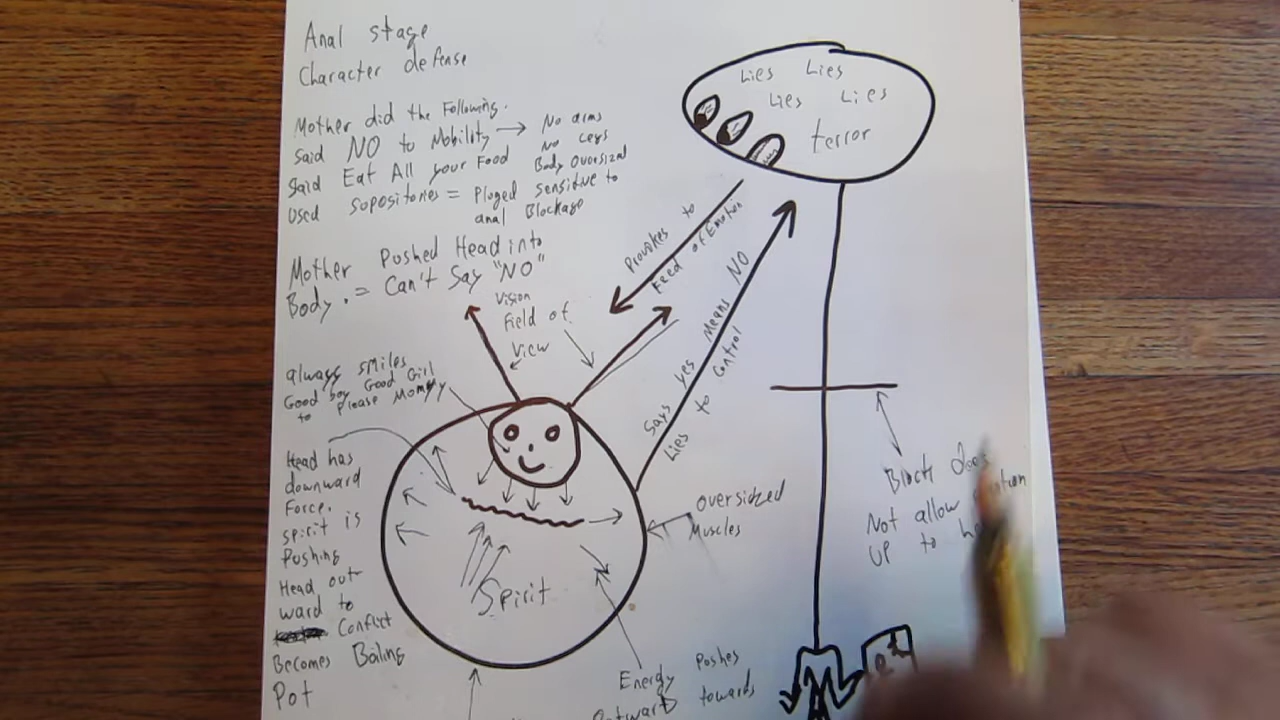 Anal stage
Character defense
Mother did the Following.
said NO to Mobility → No arms
No legs
said Eat All your Food Body Oversized
Used Supositories = Pluged sensitive to
anal Blockage
Mother Pushed Head into
Body. = Can't Say "NO"
Vision
Field of
View
always smiles
Good boy Good Girl
to Please Mommy
Head has
downward
Force.
spirit is
Pushing
Head out-
ward to
Conflict
Becomes Boiling
Pot
Lies Lies
Lies Lies
terror
Provokes to
Feed of Emotion
Says yes Means NO
Lies to Control
Oversized
Muscles
Spirit
Energy Pushes
Outward towards
Block does
Not allow
UP to